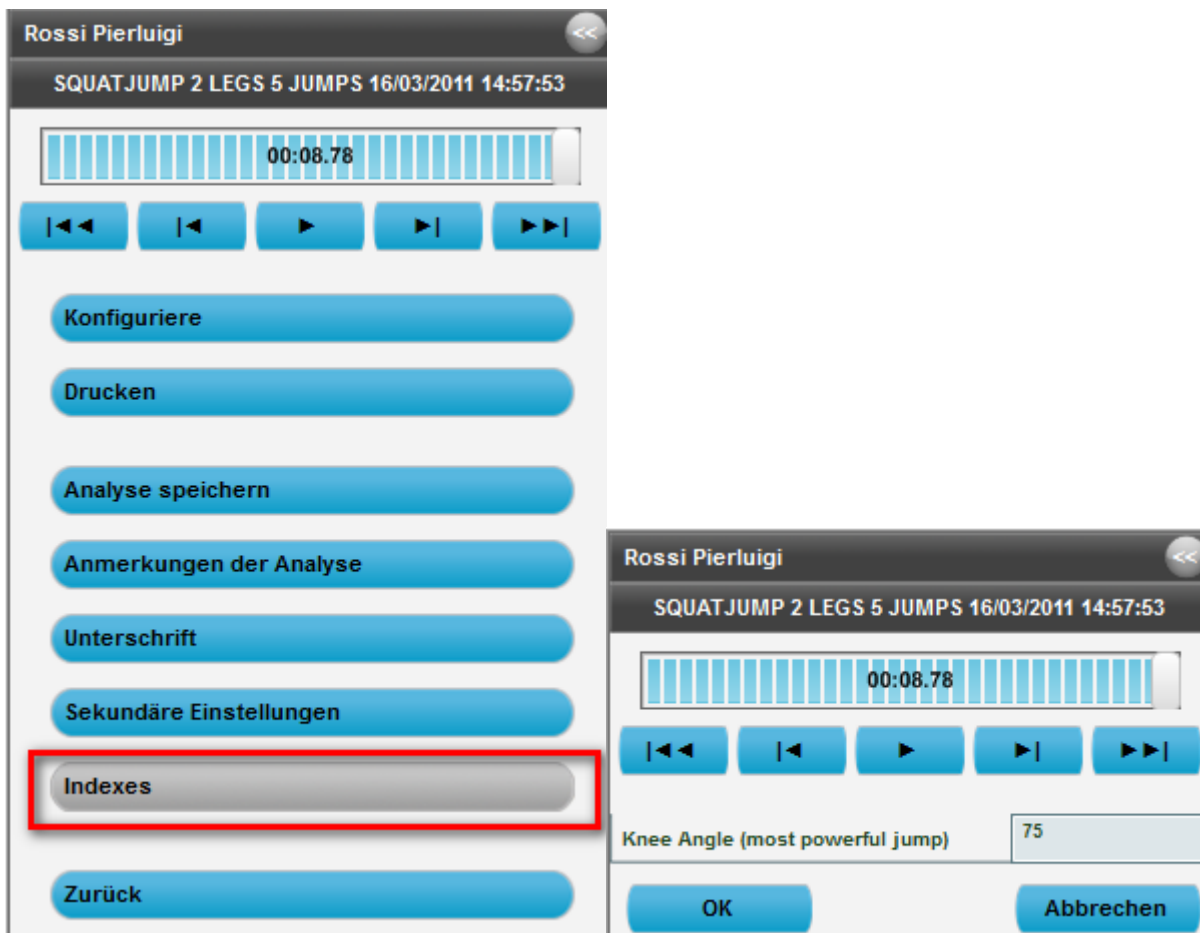 Rossi Pierluigi
<<
SQUATJUMP 2 LEGS 5 JUMPS 16/03/2011 14:57:53
00:08.78
Konfiguriere
Drucken
Analyse speichern
Anmerkungen der Analyse
Unterschrift
Sekundäre Einstellungen
Indexes
Zurück
Rossi Pierluigi
<<
SQUATJUMP 2 LEGS 5 JUMPS 16/03/2011 14:57:53
00:08.78
Knee Angle (most powerful jump) 75
OK Abbrechen